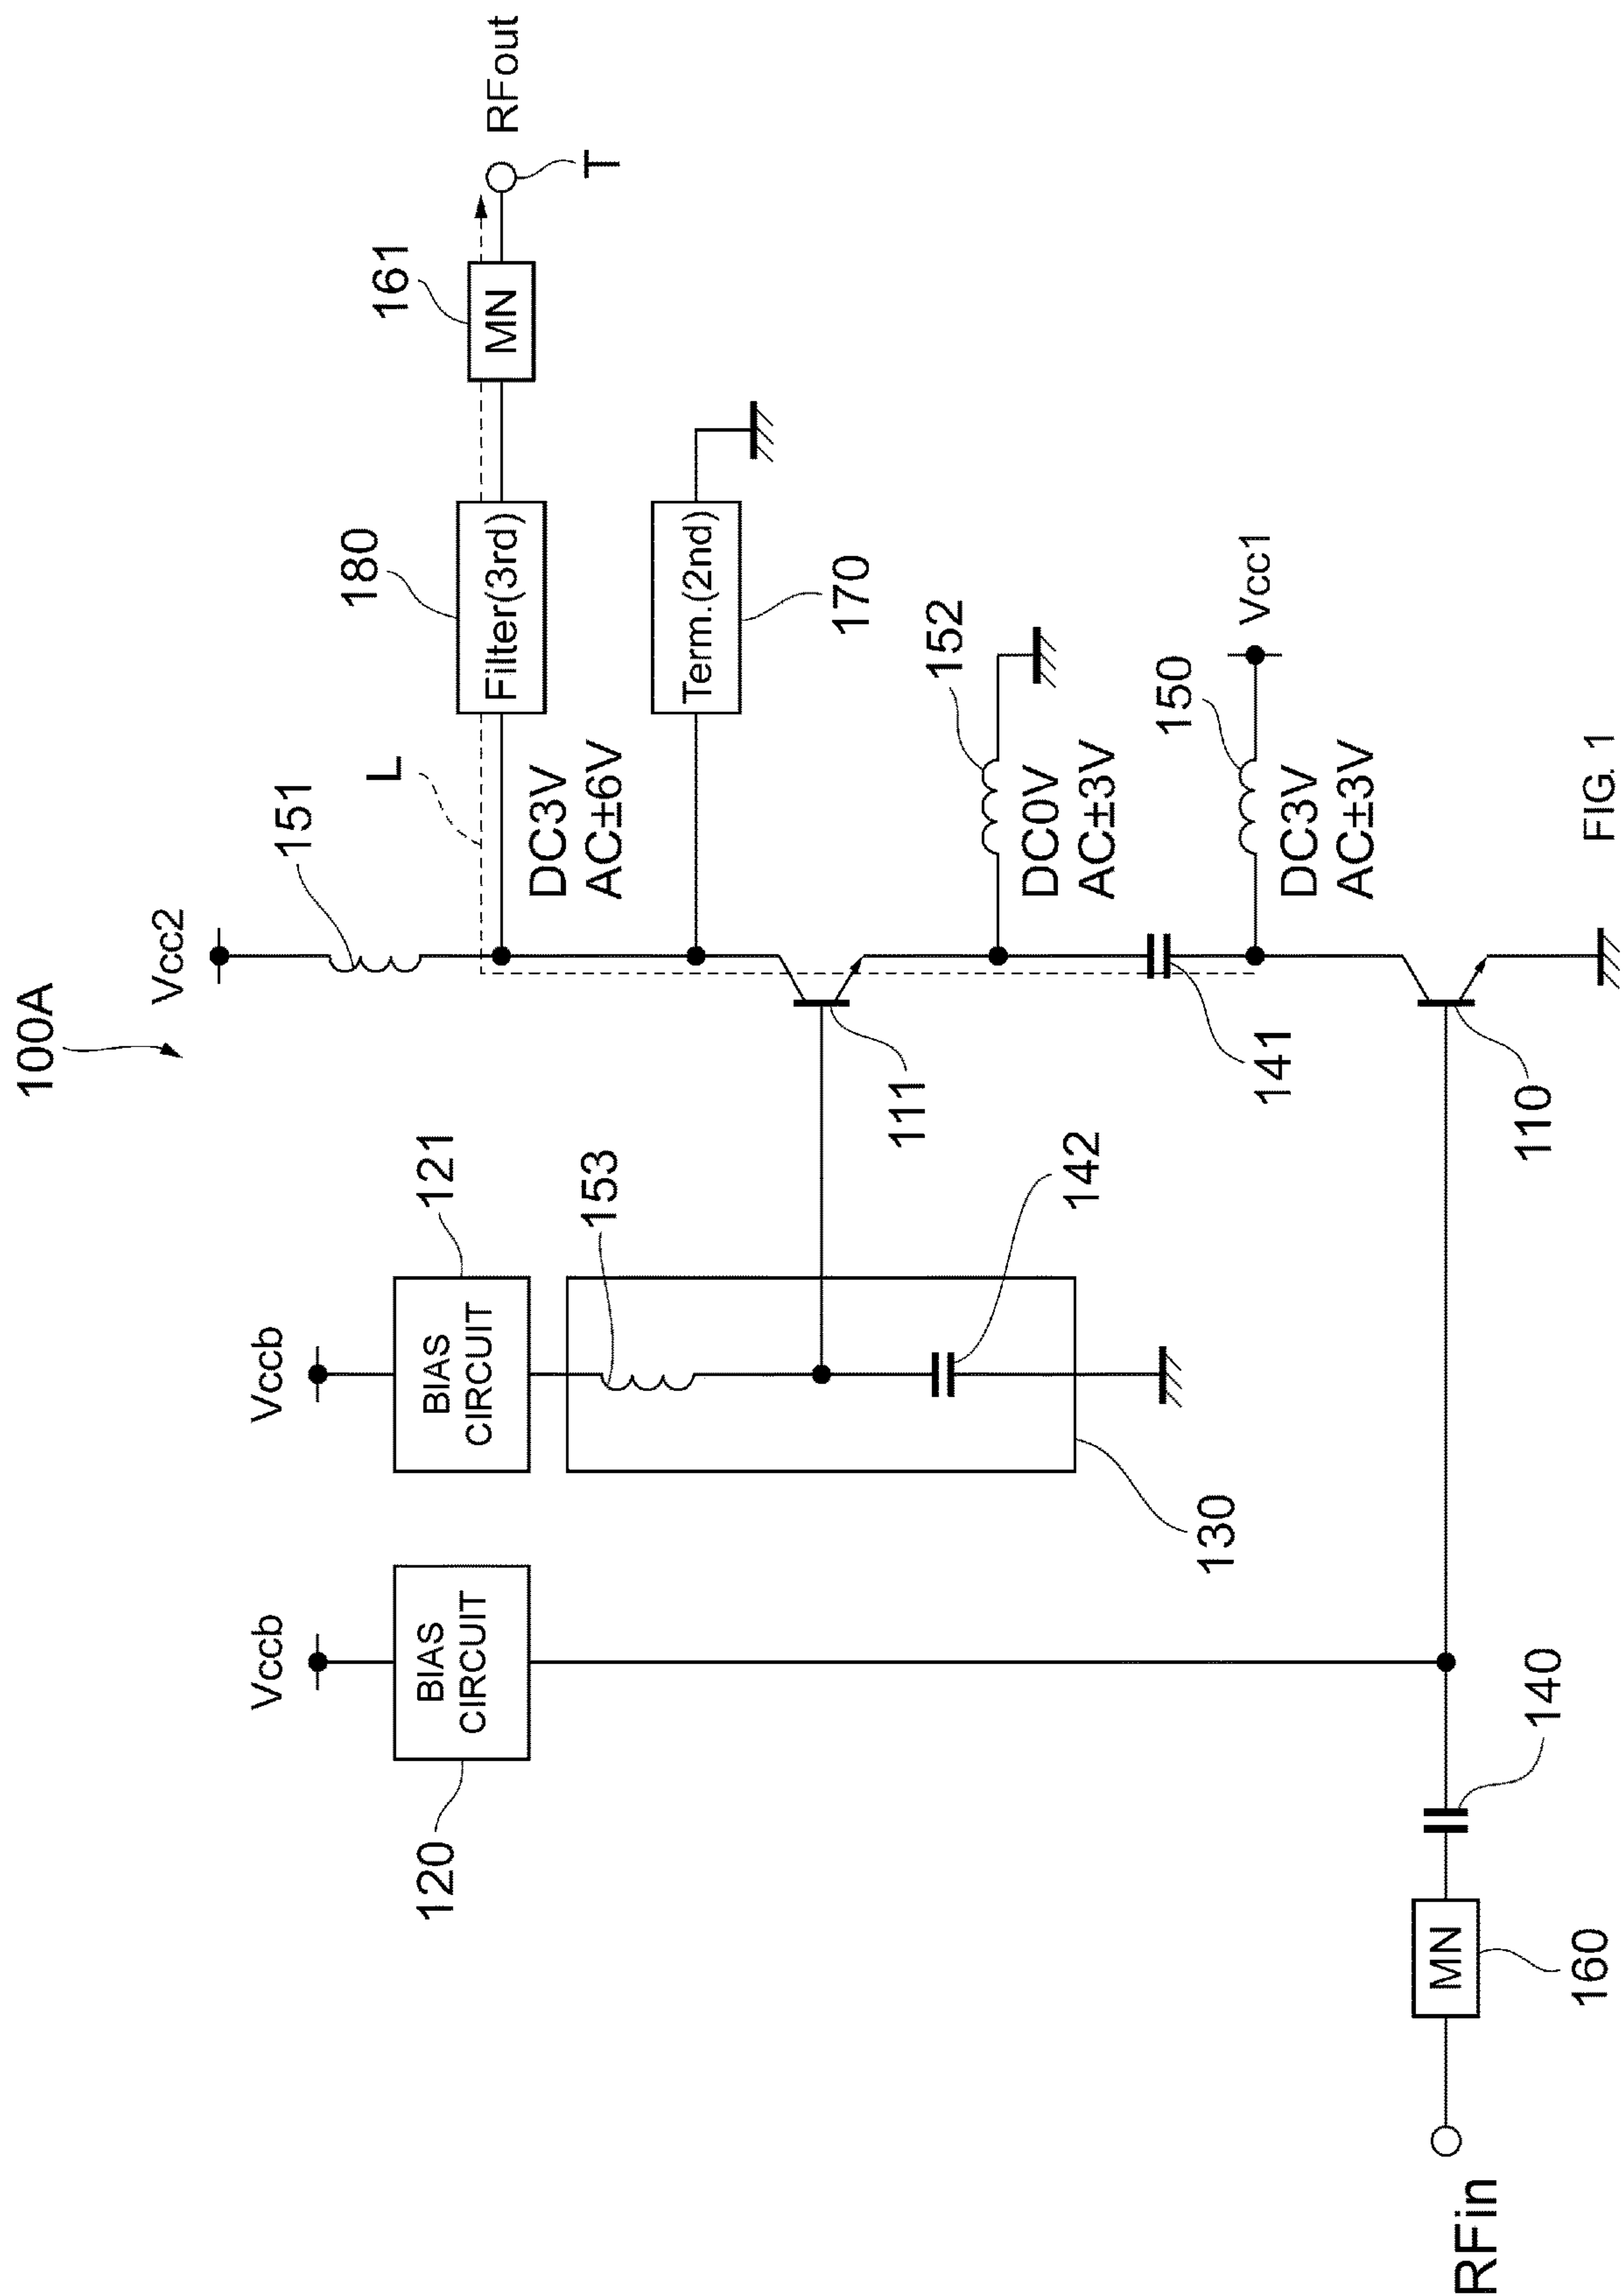 100A
Vcc2
151
L
180
Filter(3rd)
161
MN
RFout
T
DC3V
AC±6V
Term.(2nd)
170
Vccb
120
BIAS
CIRCUIT
Vccb
121
BIAS
CIRCUIT
153
142
130
111
152
DC0V
AC±3V
141
150
Vcc1
DC3V
AC±3V
110
RFin
MN
160
140
FIG. 1